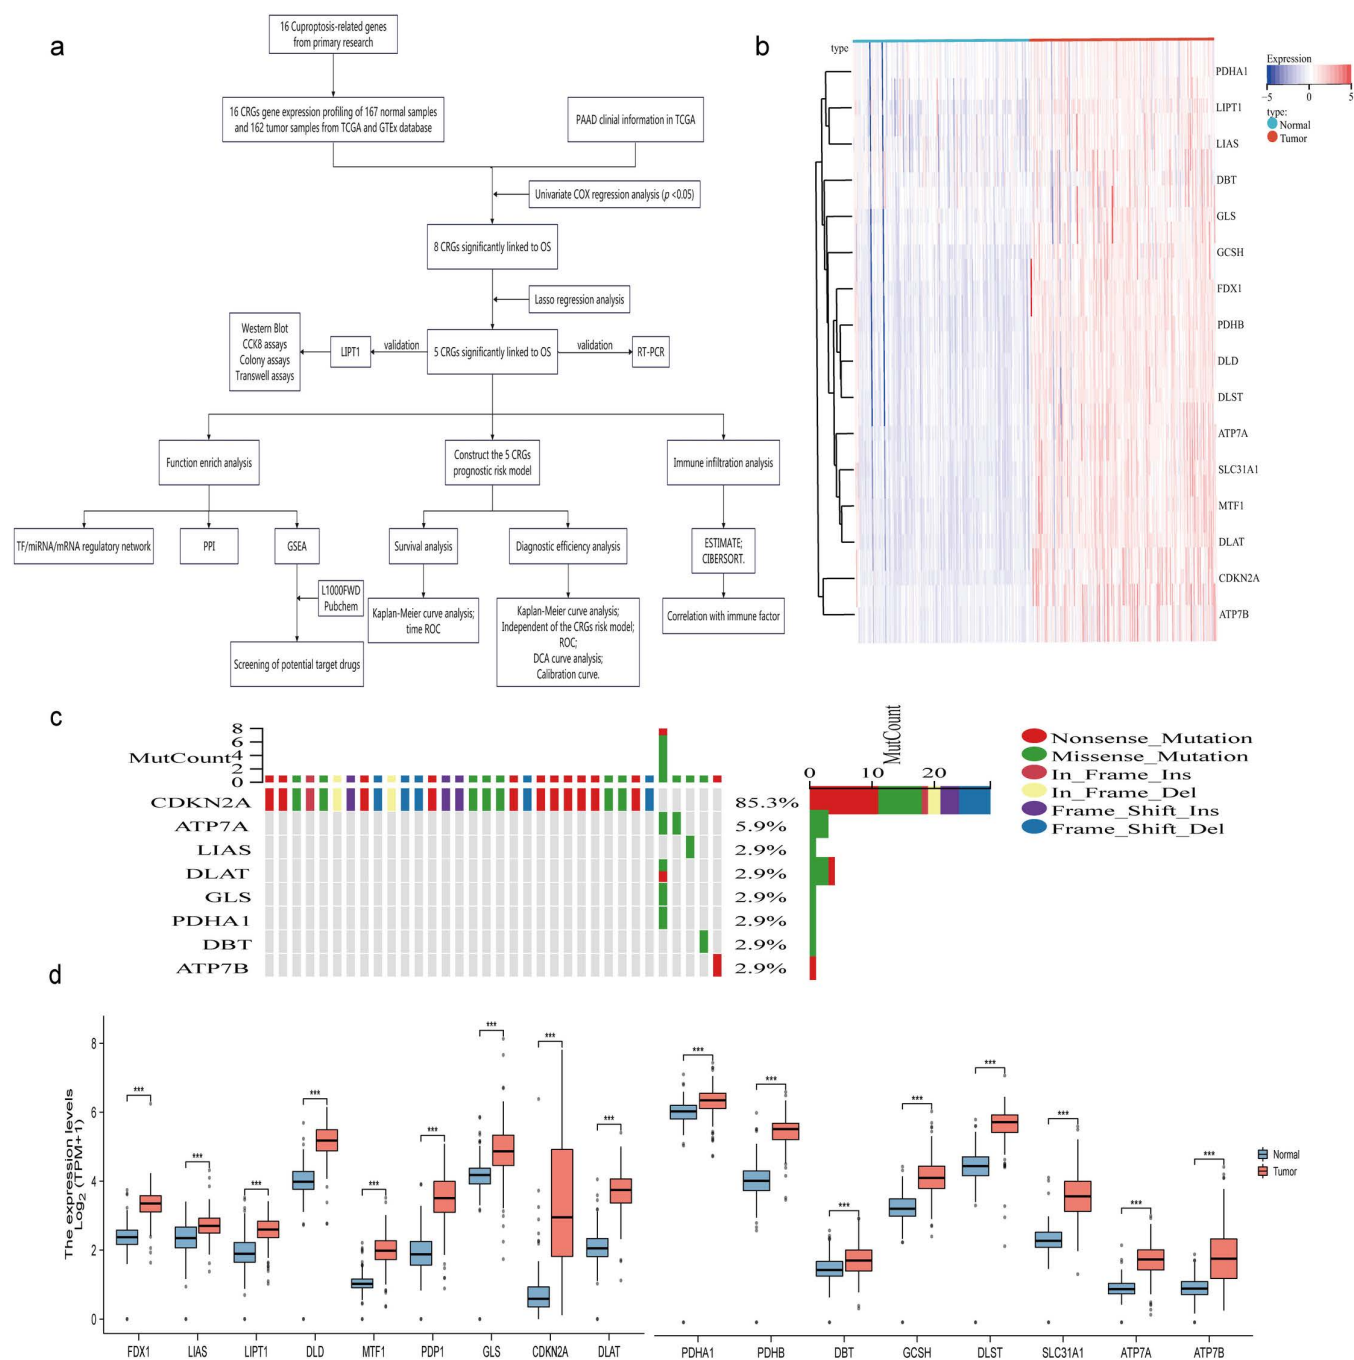 a
16 Cuproptosis-related genes
from primary research
16 CRGs gene expression profiling of 167 normal samples
and 162 tumor samples from TCGA and GTEx database
PAAD clinial information in TCGA
Univariate COX regression analysis (p <0.05)
8 CRGs significantly linked to OS
Lasso regression analysis
Western Blot
CCK8 assays
Colony assays
Transwell assays
LIPT1
validation
5 CRGs significantly linked to OS
validation
RT-PCR
Function enrich analysis
Construct the 5 CRGs
prognostic risk model
Immune infiltration analysis
TF/miRNA/mRNA regulatory network
PPI
GSEA
Survival analysis
Diagnostic efficiency analysis
ESTIMATE;
CIBERSORT.
L1000FWD
Pubchem
Kaplan-Meier curve analysis;
time ROC
Kaplan-Meier curve analysis;
Independent of the CRGs risk model;
ROC;
DCA curve analysis;
Calibration curve.
Correlation with immune factor
Screening of potential target drugs
b
type
PDHA1
LIPT1
LIAS
DBT
GLS
GCSH
FDX1
PDHB
DLD
DLST
ATP7A
SLC31A1
MTF1
DLAT
CDKN2A
ATP7B
Expression
−5 0 5
type:
Normal
Tumor
c
8
6
MutCount 4
2
0
CDKN2A 85.3%
ATP7A 5.9%
LIAS 2.9%
DLAT 2.9%
GLS 2.9%
PDHA1 2.9%
DBT 2.9%
ATP7B 2.9%
MutCount
0 10 20
Nonsense_Mutation
Missense_Mutation
In_Frame_Ins
In_Frame_Del
Frame_Shift_Ins
Frame_Shift_Del
d
The expression levels
Log2 (TPM+1)
8
6
4
2
0
*** *** *** *** *** *** *** *** ***
*** *** *** *** *** *** *** ***
FDX1 LIAS LIPT1 DLD MTF1 PDP1 GLS CDKN2A DLAT
PDHA1 PDHB DBT GCSH DLST SLC31A1 ATP7A ATP7B
Normal
Tumor